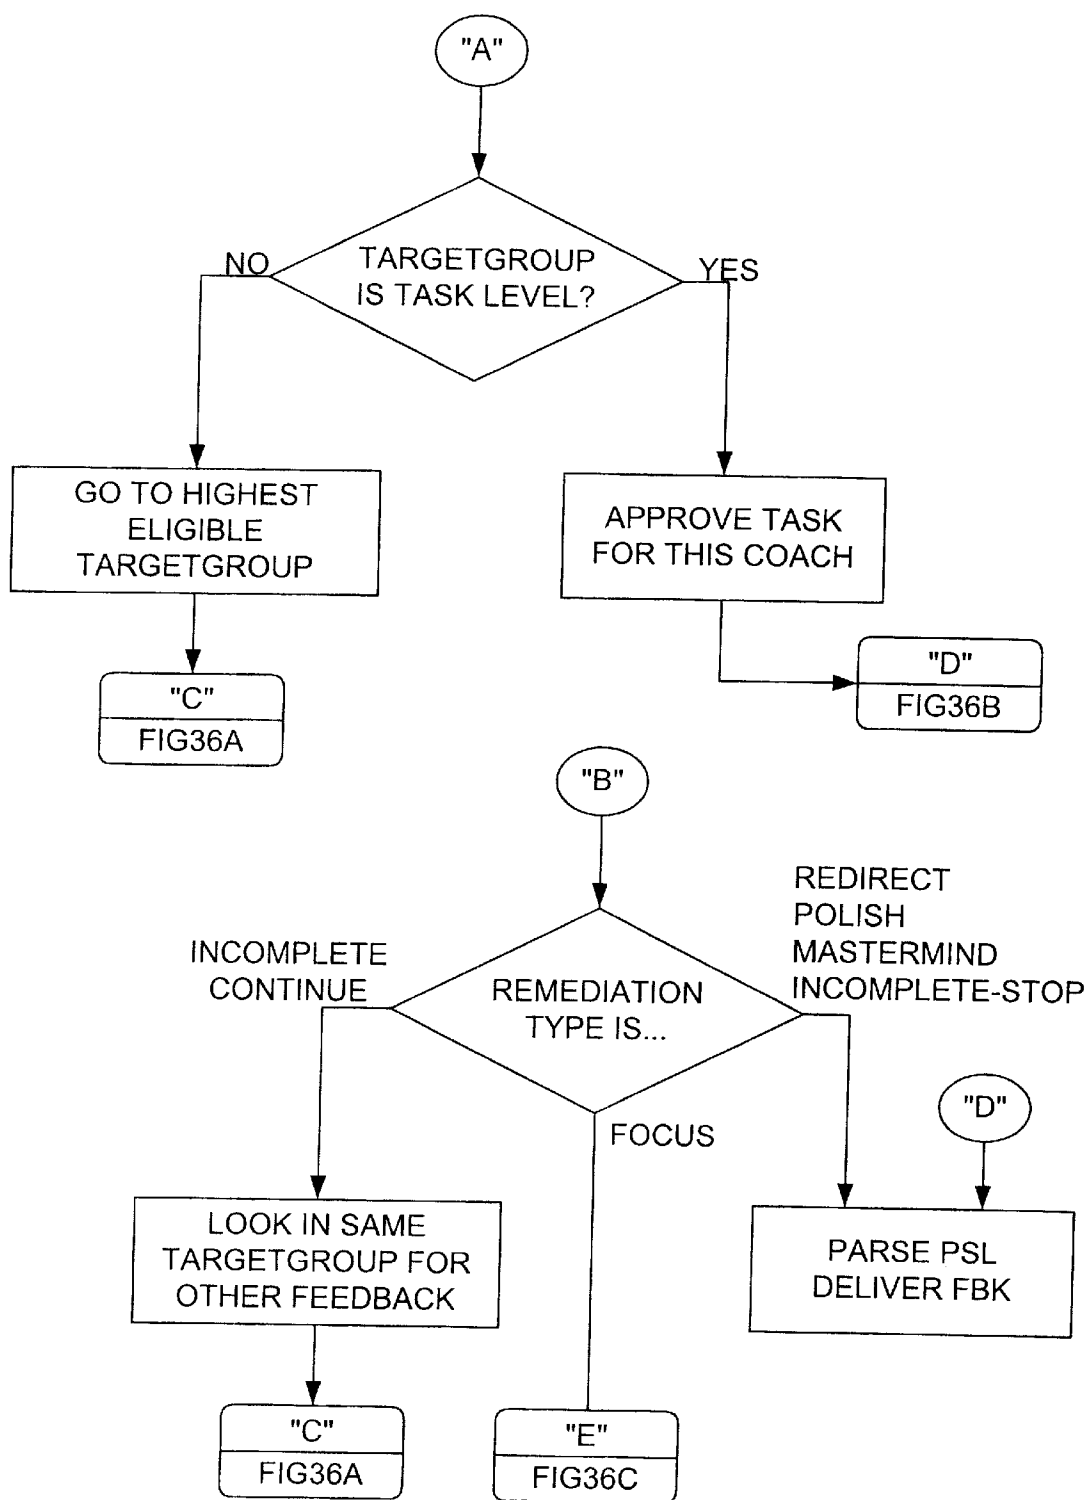 "A"
TARGETGROUP
IS TASK LEVEL?
NO
YES
GO TO HIGHEST
ELIGIBLE
TARGETGROUP
APPROVE TASK
FOR THIS COACH
"C"
FIG36A
"D"
FIG36B
"B"
REMEDIATION
TYPE IS...
INCOMPLETE
CONTINUE
REDIRECT
POLISH
MASTERMIND
INCOMPLETE-STOP
FOCUS
"D"
LOOK IN SAME
TARGETGROUP FOR
OTHER FEEDBACK
PARSE PSL
DELIVER FBK
"C"
FIG36A
"E"
FIG36C